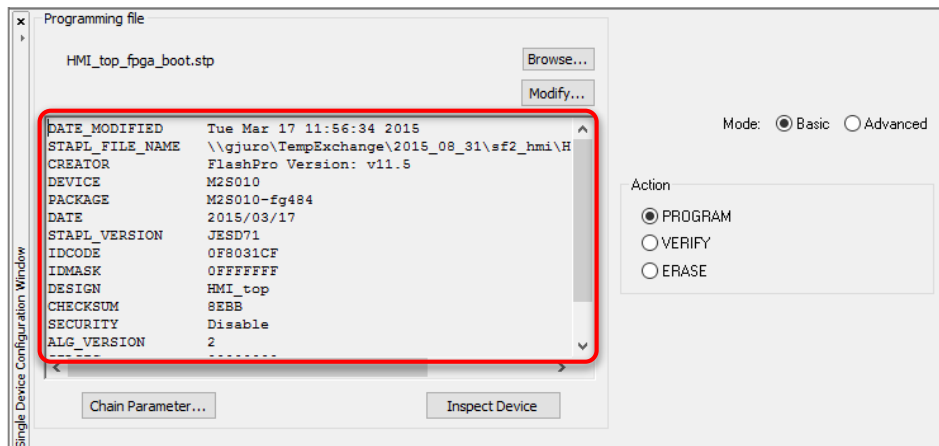 Programming file
HMI_top_fpga_boot.stp
Browse...
Modify...
DATE_MODIFIED Tue Mar 17 11:56:34 2015
STAPL_FILE_NAME \\gjuro\TempExchange\2015_08_31\sf2_hmi\H
CREATOR FlashPro Version: v11.5
DEVICE M2S010
PACKAGE M2S010-fg484
DATE 2015/03/17
STAPL_VERSION JESD71
IDCODE 0F8031CF
IDMASK 0FFFFFFF
DESIGN HMI_top
CHECKSUM 8EBB
SECURITY Disable
ALG_VERSION 2
Chain Parameter...
Inspect Device
Mode: Basic Advanced
Action
PROGRAM
VERIFY
ERASE
Single Device Configuration Window